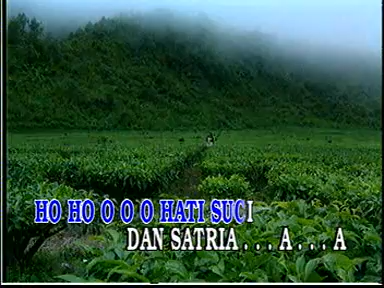 HO HO O O O HATI SUCI
DAN SATRIA . . . A . . . A